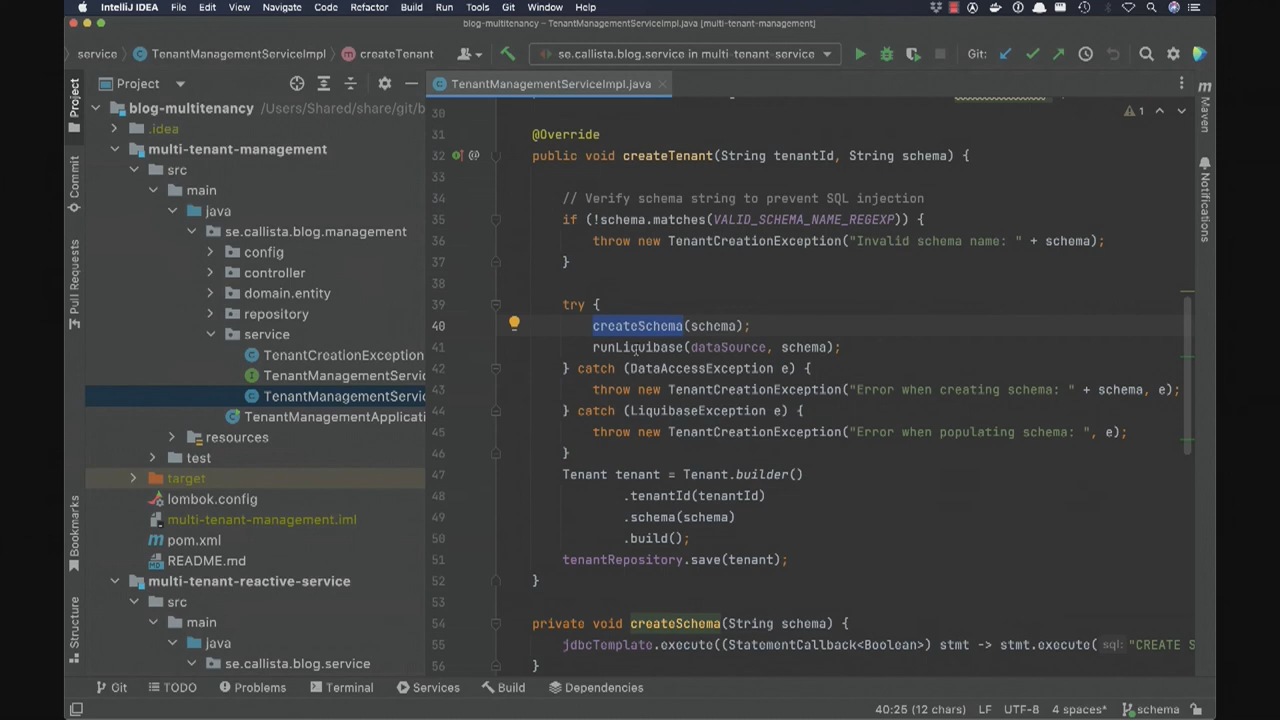 IntelliJ IDEA File Edit View Navigate Code Refactor Build Run Tools Git Window Help
blog-multitenancy – TenantManagementServiceImpl.java [multi-tenant-management]
service TenantManagementServiceImpl createTenant se.callista.blog.service in multi-tenant-service Git:
Project TenantManagementServiceImpl.java
Project
Commit
Pull Requests
Bookmarks
Structure
blog-multitenancy /Users/Shared/share/git/b
.idea
multi-tenant-management
src
main
java
se.callista.blog.management
config
controller
domain.entity
repository
service
TenantCreationException
TenantManagementServi
TenantManagementServi
TenantManagementApplicati
resources
test
target
lombok.config
multi-tenant-management.iml
pom.xml
README.md
multi-tenant-reactive-service
src
main
java
se.callista.blog.service
1
Maven
Notifications
30
31 @Override
32 @ public void createTenant(String tenantId, String schema) {
33
34 // Verify schema string to prevent SQL injection
35 if (!schema.matches(VALID_SCHEMA_NAME_REGEXP)) {
36 throw new TenantCreationException("Invalid schema name: " + schema);
37 }
38
39 try {
40 createSchema(schema);
41 runLiquibase(dataSource, schema);
42 } catch (DataAccessException e) {
43 throw new TenantCreationException("Error when creating schema: " + schema, e);
44 } catch (LiquibaseException e) {
45 throw new TenantCreationException("Error when populating schema: ", e);
46 }
47 Tenant tenant = Tenant.builder()
48 .tenantId(tenantId)
49 .schema(schema)
50 .build();
51 tenantRepository.save(tenant);
52 }
53
54 private void createSchema(String schema) {
55 jdbcTemplate.execute((StatementCallback<Boolean>) stmt -> stmt.execute( sql: "CREATE S
56 }
Git TODO Problems Terminal Services Build Dependencies
40:25 (12 chars) LF UTF-8 4 spaces* schema